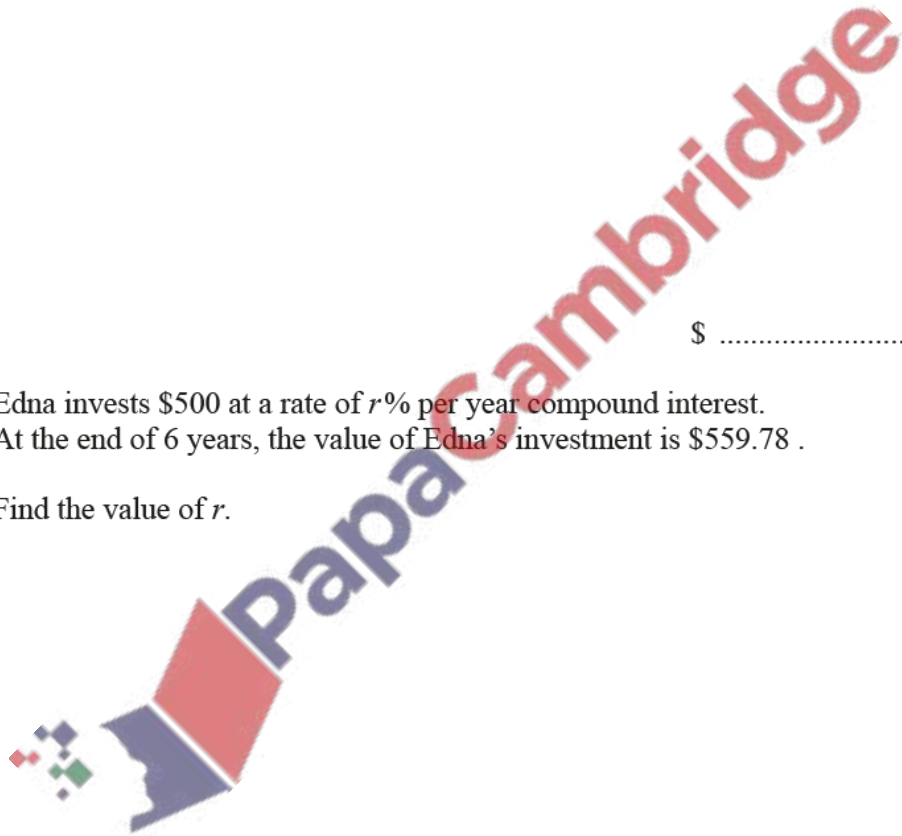 $ ........................
Edna invests $500 at a rate of r% per year compound interest.
At the end of 6 years, the value of Edna’s investment is $559.78 .
Find the value of r.
PapaCambridge